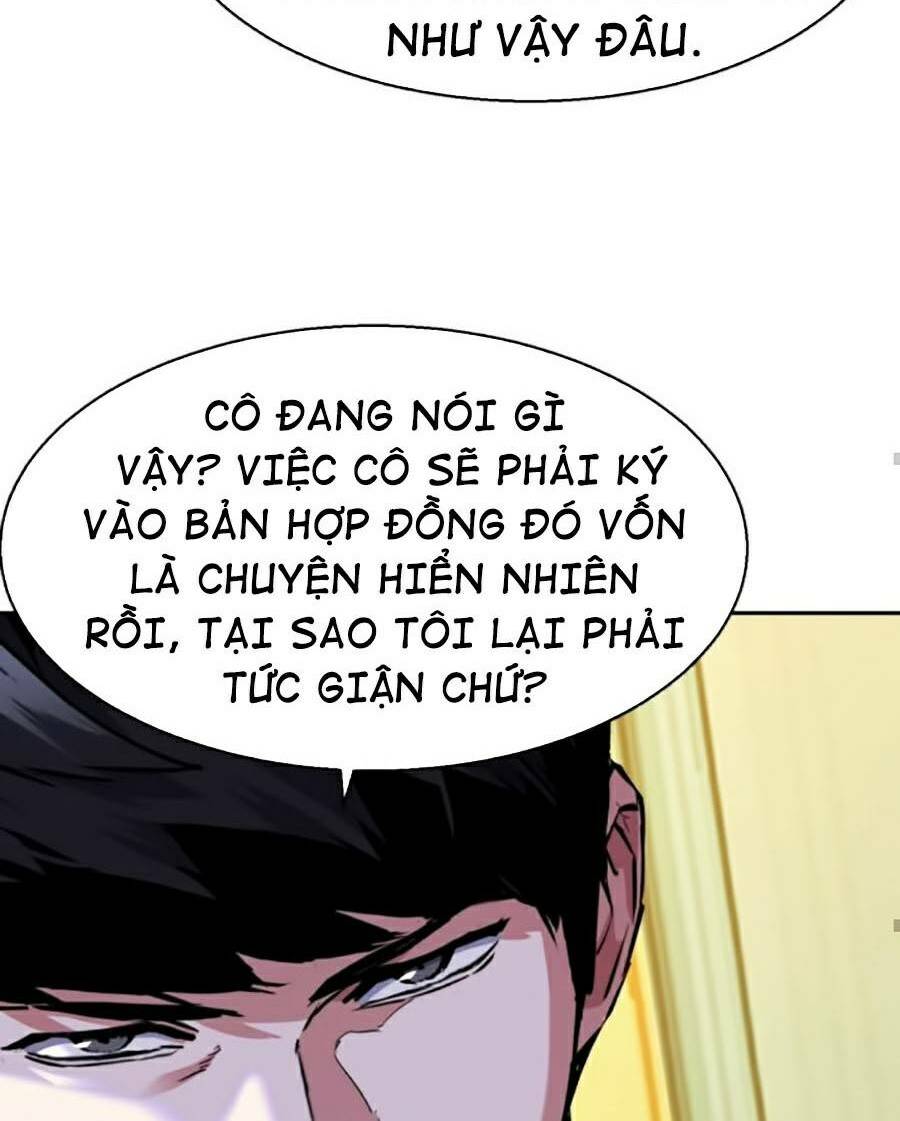 NHƯ VẬY ĐÂU.
CÔ ĐANG NÓI GÌ
VẬY? VIỆC CÔ SẼ PHẢI KÝ
VÀO BẢN HỢP ĐỒNG ĐÓ VỐN
LÀ CHUYỆN HIỂN NHIÊN
RỒI, TẠI SAO TÔI LẠI PHẢI
TỨC GIẬN CHỨ?